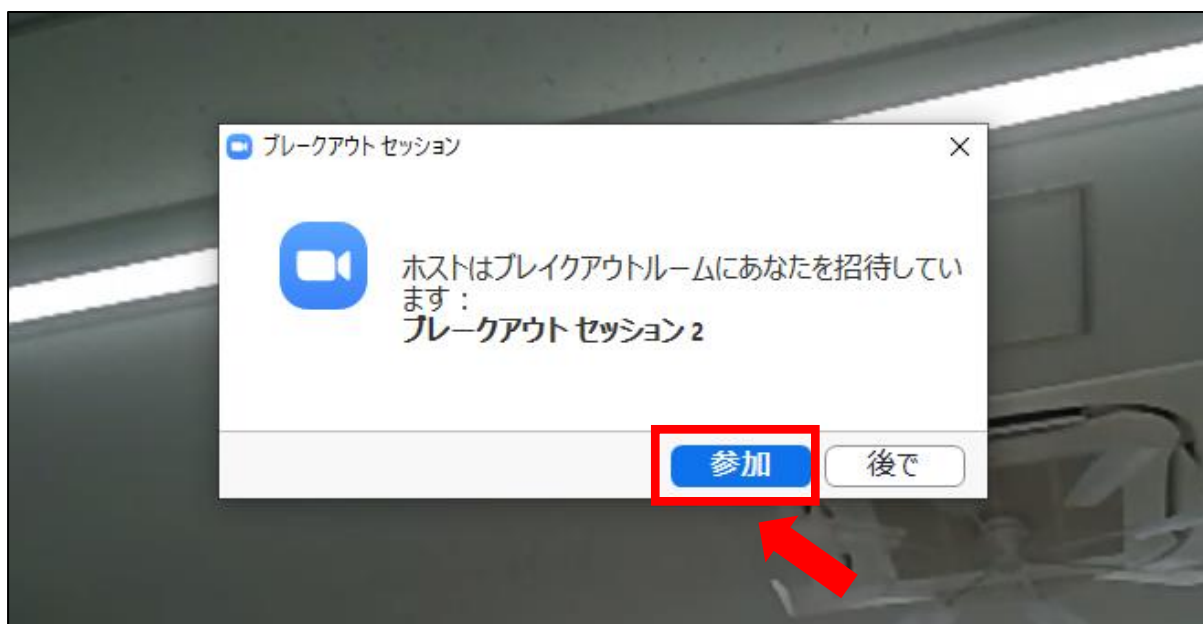 ブレークアウト セッション
ホストはブレイクアウトルームにあなたを招待してい
ます：
ブレークアウト セッション 2
参加
後で